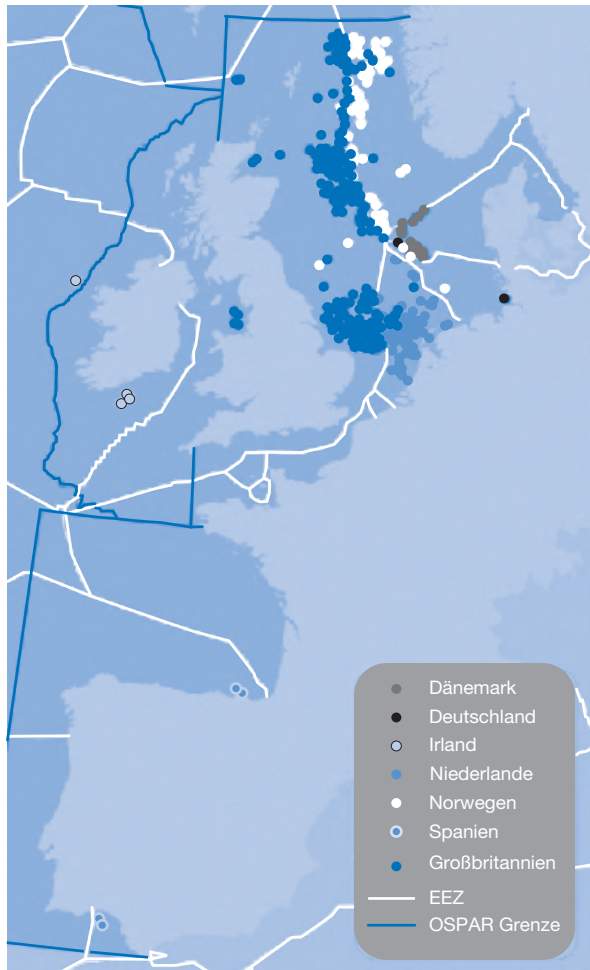 Dänemark
Deutschland
Irland
Niederlande
Norwegen
Spanien
Großbritannien
EEZ
OSPAR Grenze